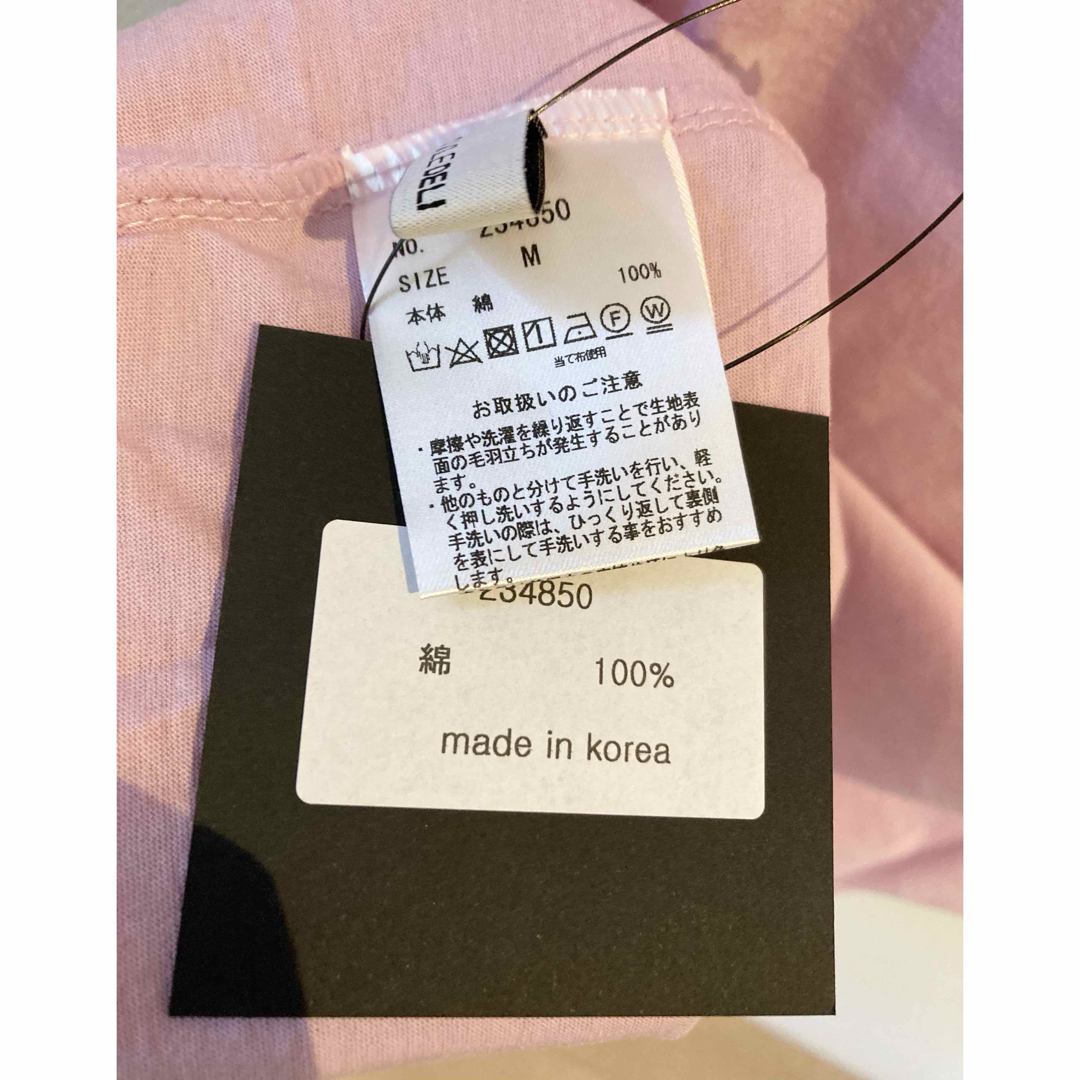 NO. 234850
SIZE M
本体 綿 100%
F W
当て布使用
お取扱いのご注意
・摩擦や洗濯を繰り返すことで生地表
面の毛羽立ちが発生することがあり
ます。
・他のものと分けて手洗いを行い、軽
く押し洗いするようにしてください。
手洗いの際は、ひっくり返して裏側
を表にして手洗いする事をおすすめ
します。
234850
綿 100%
made in korea